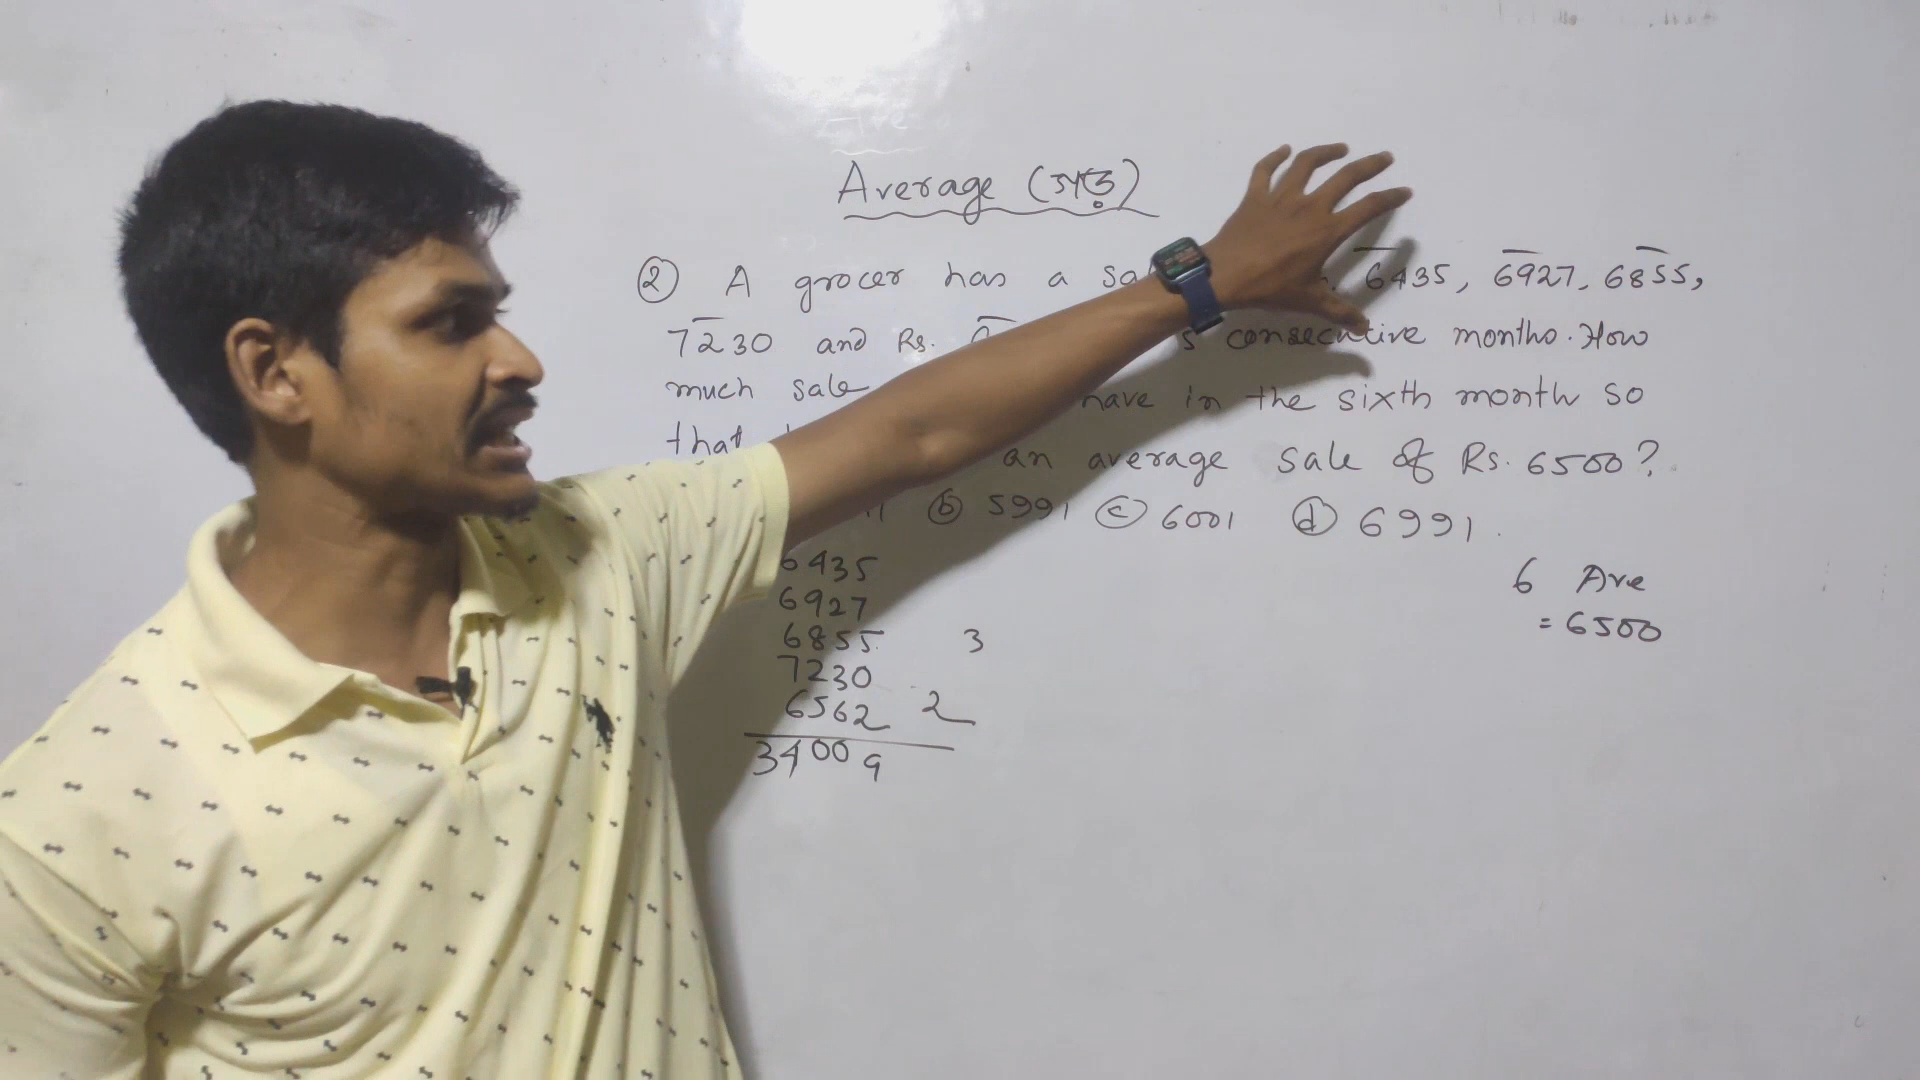 Average (গড়)
② A grocer has a 6435, 6927, 6855,
7230 and Rs. consecutive months. How
much sale have in the sixth month so
that an average sale of Rs. 6500?
ⓑ 5991 ⓒ 6001 ⓓ 6991.
6435
6927
6855 3
7230
6562 2
34009
6 Ave
= 6500